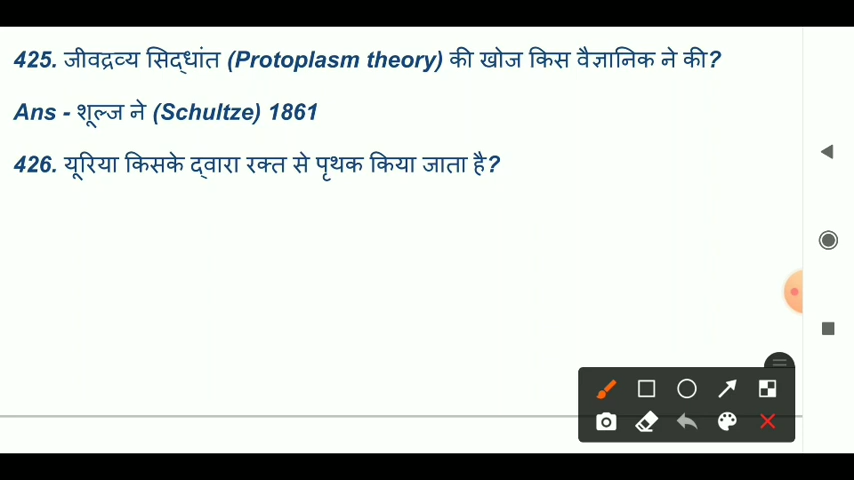 425. जीवद्रव्य सिद्धांत (Protoplasm theory) की खोज किस वैज्ञानिक ने की?
Ans - शूल्ज ने (Schultze) 1861
426. यूरिया किसके द्वारा रक्त से पृथक किया जाता है?